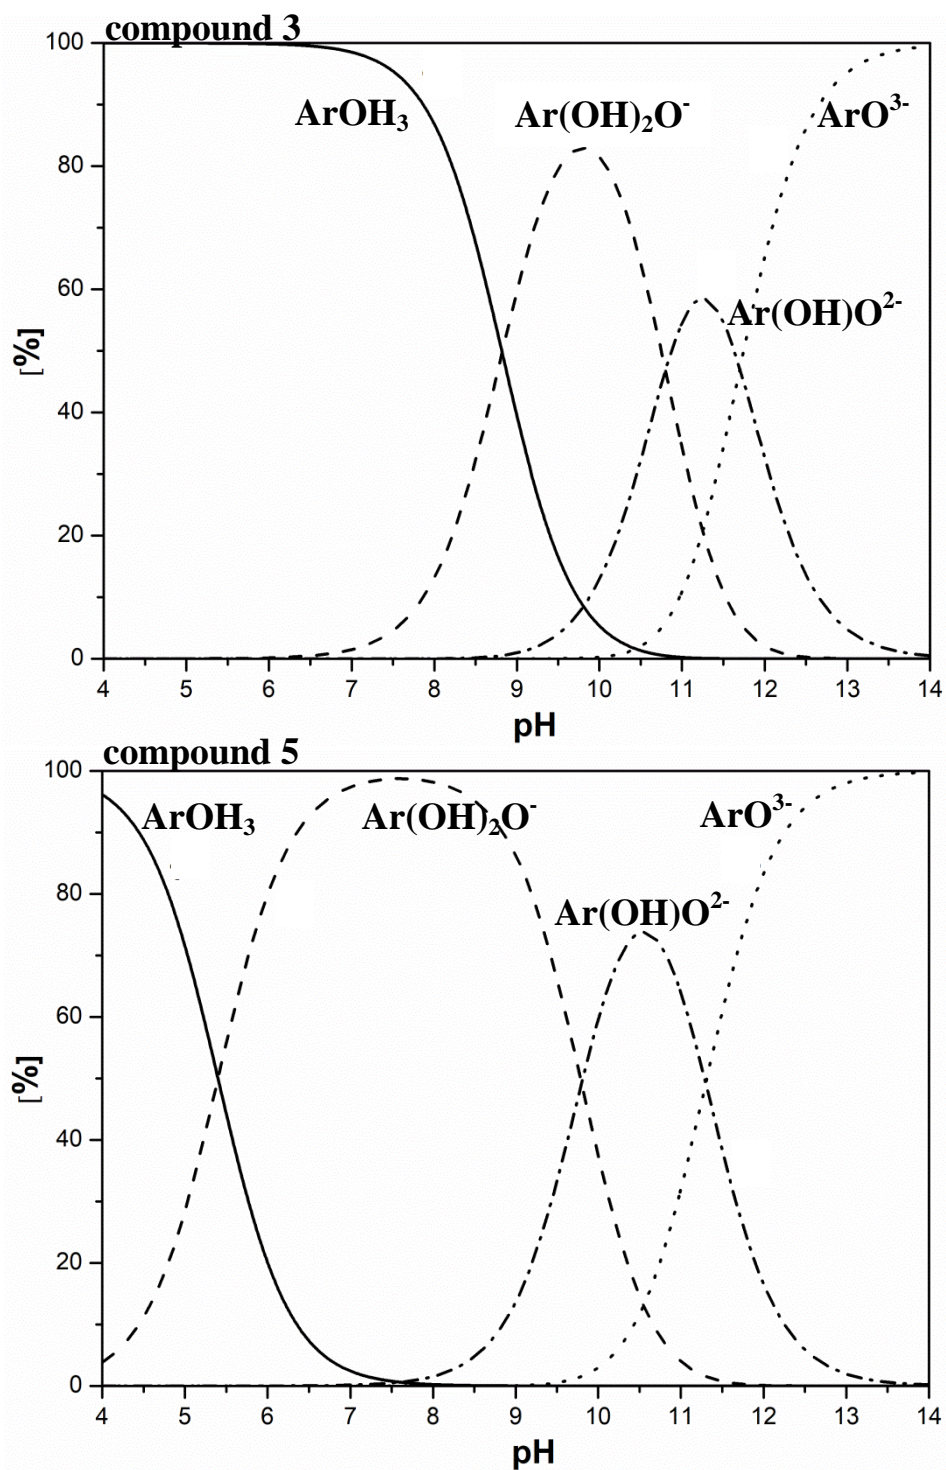 compound 3
100
80
60
40
20
0
[%]
ArOH₃
Ar(OH)₂O⁻
ArO³⁻
Ar(OH)O²⁻
4 5 6 7 8 9 10 11 12 13 14
pH
compound 5
100
80
60
40
20
0
[%]
ArOH₃
Ar(OH)₂O⁻
ArO³⁻
Ar(OH)O²⁻
4 5 6 7 8 9 10 11 12 13 14
pH